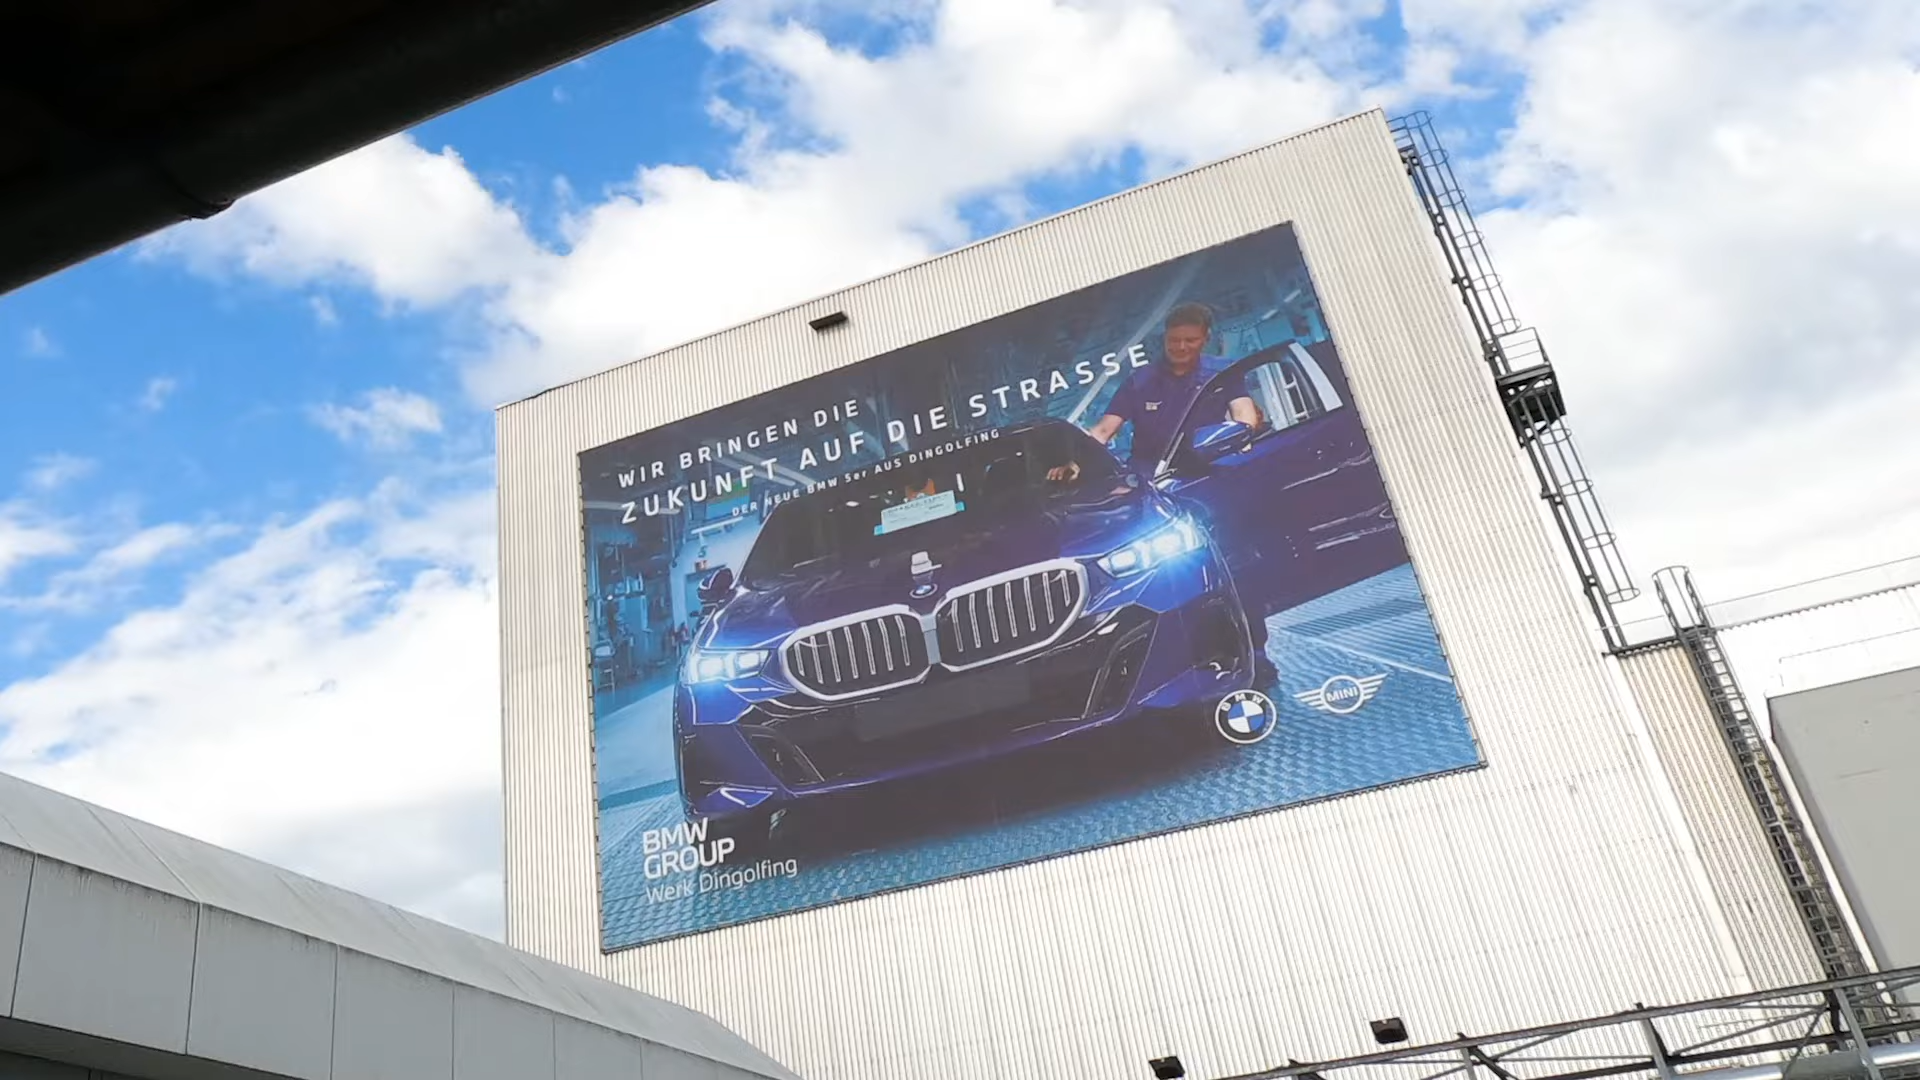 WIR BRINGEN DIE
ZUKUNFT AUF DIE STRASSE
DER NEUE BMW 5er AUS DINGOLFING
BMW
MINI
BMW
GROUP
Werk Dingolfing